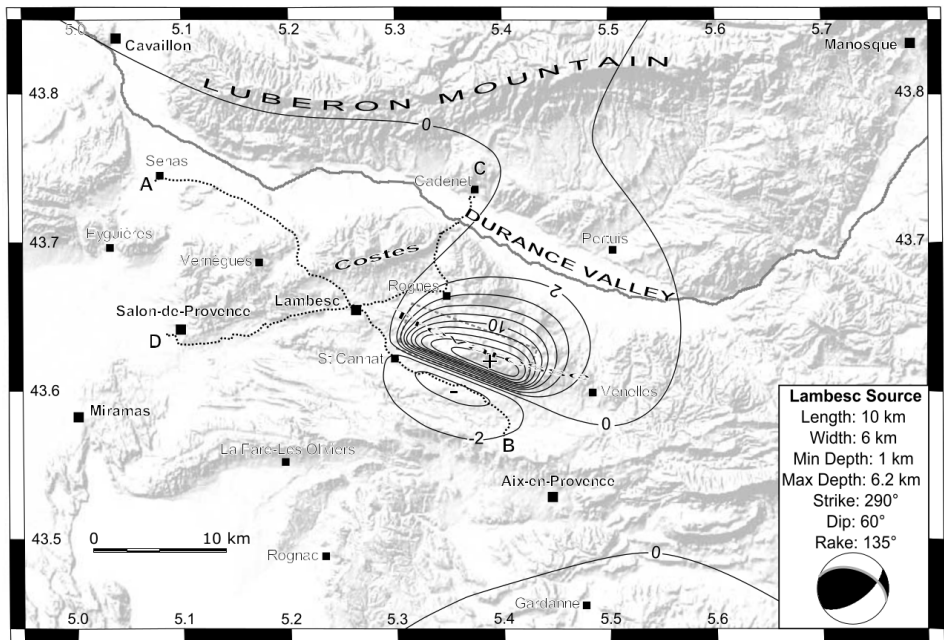 5.0 5.1 5.2 5.3 5.4 5.5 5.6 5.7
Cavaillon
Manosque
LUBERON MOUNTAIN
43.8
43.8
0
Senas
A
C
Cadenet
DURANCE VALLEY
43.7
43.7
Eyguières
Vernègues
Costes
Pertuis
Rognes
2
Lambesc
Salon-de-Provence
10
D
St Cannat
+
43.6
Venelles
-
Miramas
-2
0
B
La Fare-Les Oliviers
Aix-en-Provence
43.5
0 10 km
Rognac
0
Gardanne
5.0 5.1 5.2 5.3 5.4 5.5 5.6
Lambesc Source
Length: 10 km
Width: 6 km
Min Depth: 1 km
Max Depth: 6.2 km
Strike: 290°
Dip: 60°
Rake: 135°